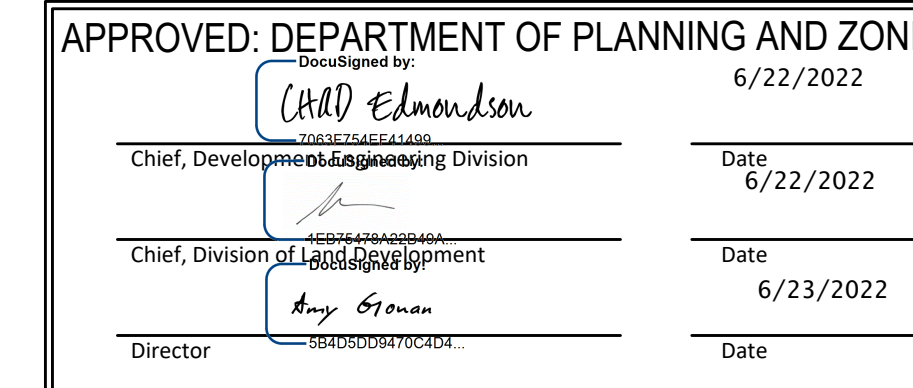 APPROVED: DEPARTMENT OF PLANNING AND ZONI
DocuSigned by:
6/22/2022
CHAD Edmondson
7063E754EE41499...
Chief, Development Engineering Division
Date
DocuSigned by:
6/22/2022
1EB75478A22B49A...
Chief, Division of Land Development
Date
DocuSigned by:
6/23/2022
Amy Gonan
5B4D5DD9470C4D4...
Director
Date